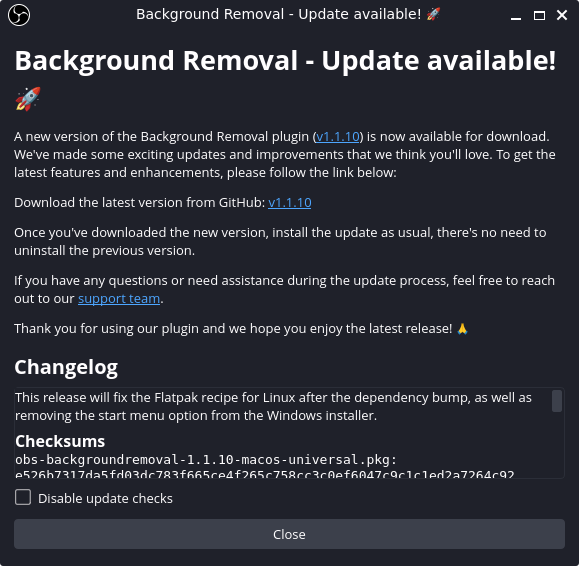 Background Removal - Update available! 🚀
Background Removal - Update available!
🚀
A new version of the Background Removal plugin (v1.1.10) is now available for download.
We've made some exciting updates and improvements that we think you'll love. To get the
latest features and enhancements, please follow the link below:
Download the latest version from GitHub: v1.1.10
Once you've downloaded the new version, install the update as usual, there's no need to
uninstall the previous version.
If you have any questions or need assistance during the update process, feel free to reach
out to our support team.
Thank you for using our plugin and we hope you enjoy the latest release! 🙏
Changelog
This release will fix the Flatpak recipe for Linux after the dependency bump, as well as
removing the start menu option from the Windows installer.
Checksums
obs-backgroundremoval-1.1.10-macos-universal.pkg:
e526b7317da5fd03dc783f665ce4f265c758cc3c0ef6047c9c1c1ed2a7264c92
Disable update checks
Close